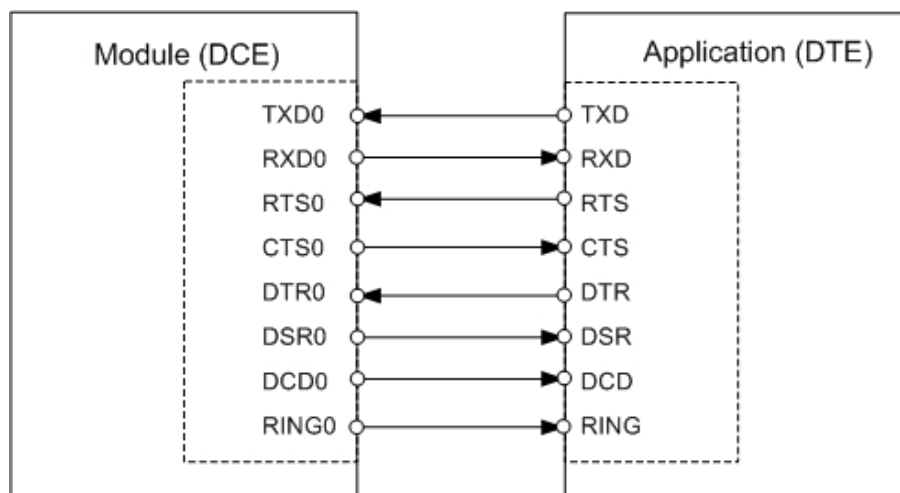 Module (DCE)
Application (DTE)
TXD0
TXD
RXD0
RXD
RTS0
RTS
CTS0
CTS
DTR0
DTR
DSR0
DSR
DCD0
DCD
RING0
RING